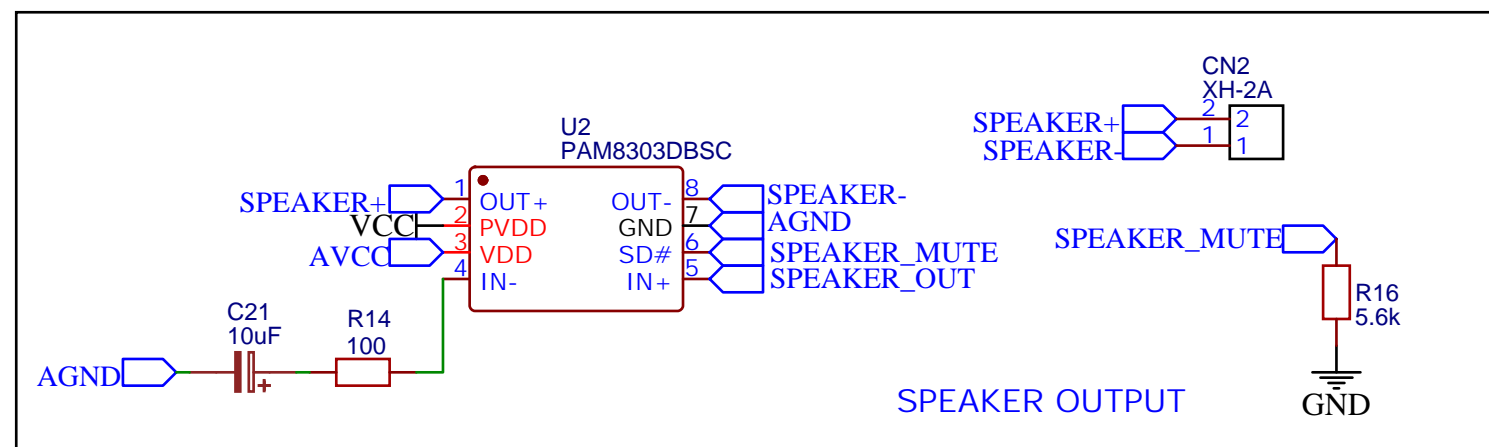 CN2
XH-2A
SPEAKER+ 2 2
SPEAKER- 1 1
U2
PAM8303DBSC
SPEAKER+ 1 OUT+ OUT- 8 SPEAKER-
VCC 2 PVDD GND 7 AGND
AVCC 3 VDD SD# 6 SPEAKER_MUTE
4 IN- IN+ 5 SPEAKER_OUT
SPEAKER_MUTE
R16
5.6k
GND
C21
10uF
R14
100
AGND
+
SPEAKER OUTPUT